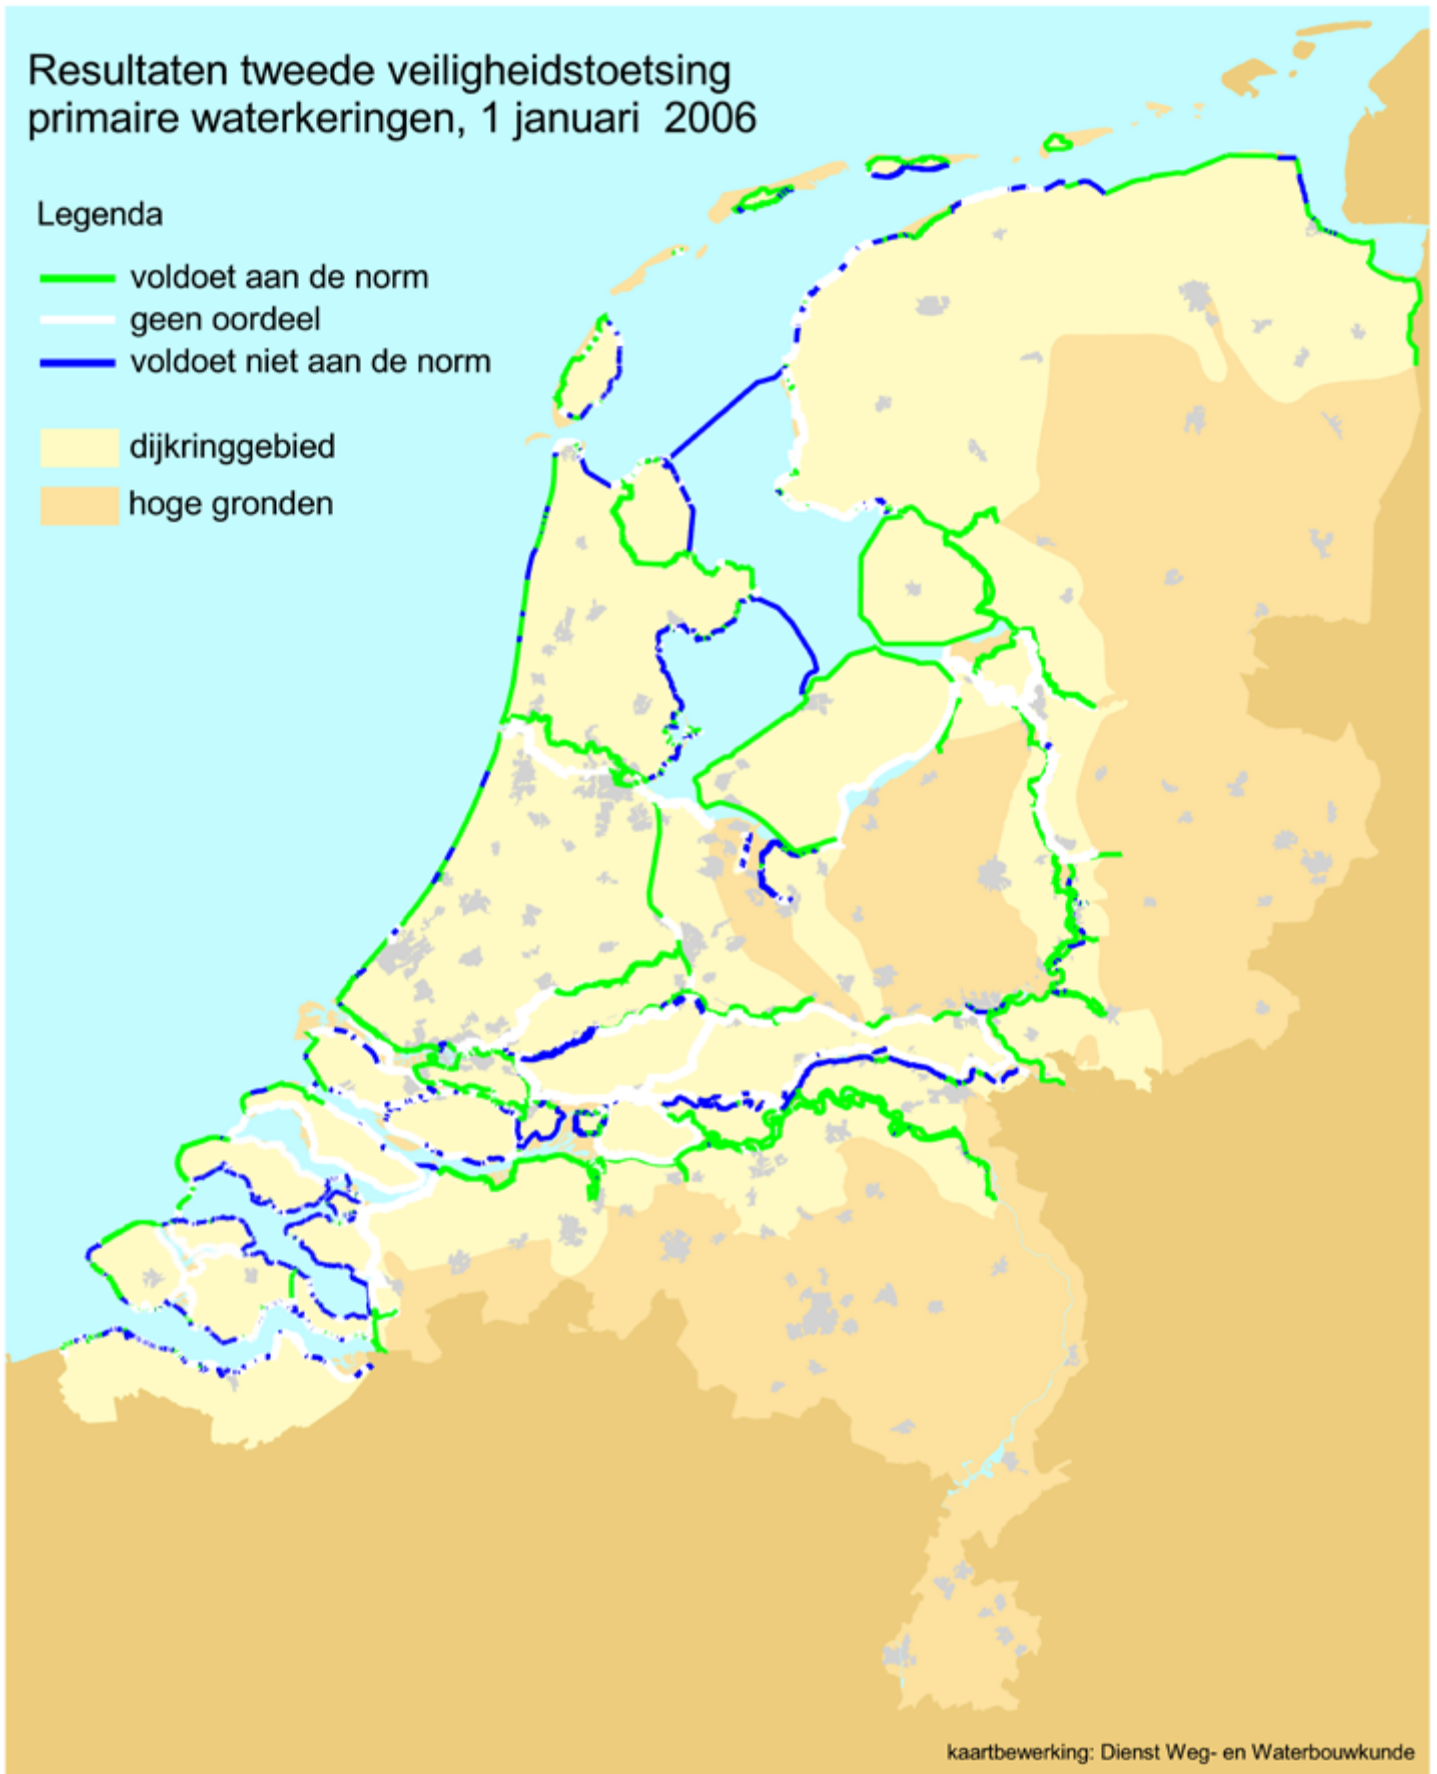 Resultaten tweede veiligheidstoetsing
primaire waterkeringen, 1 januari 2006
Legenda
voldoet aan de norm
geen oordeel
voldoet niet aan de norm
dijkringgebied
hoge gronden
kaartbewerking: Dienst Weg- en Waterbouwkunde